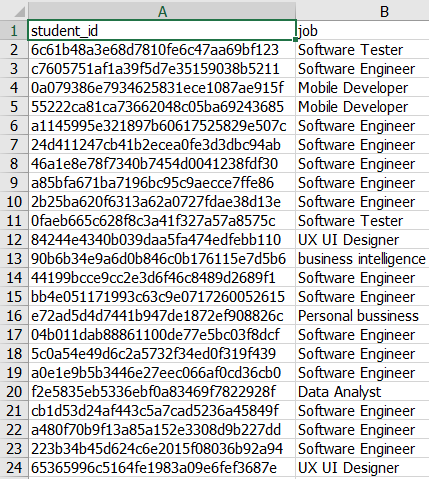 A B
1 student_id job
2 6c61b48a3e68d7810fe6c47aa69bf123 Software Tester
3 c7605751af1a39f5d7e35159038b5211 Software Engineer
4 0a079386e7934625831ece1087ae915f Mobile Developer
5 55222ca81ca73662048c05ba69243685 Mobile Developer
6 a1145995e321897b60617525829e507c Software Engineer
7 24d411247cb41b2ecea0fe3d3dbc94ab Software Engineer
8 46a1e8e78f7340b7454d0041238fdf30 Software Engineer
9 a85bfa671ba7196bc95c9aecce7ffe86 Software Engineer
10 2b25ba620f6313a62a0727fdae38d13e Software Engineer
11 0faeb665c628f8c3a41f327a57a8575c Software Tester
12 84244e4340b039daa5fa474edfebb110 UX UI Designer
13 90b6b34e9a6d0b846c0b176115e7d5b6 business intelligence
14 44199bcce9cc2e3d6f46c8489d2689f1 Software Engineer
15 bb4e051171993c63c9e0717260052615 Software Engineer
16 e72ad5d4d7441b947de1872ef908826c Personal bussiness
17 04b011dab88861100de77e5bc03f8dcf Software Engineer
18 5c0a54e49d6c2a5732f34ed0f319f439 Software Engineer
19 a0e1e9b5b3446e27eec066af0cd36cb0 Software Engineer
20 f2e5835eb5336ebf0a83469f7822928f Data Analyst
21 cb1d53d24af443c5a7cad5236a45849f Software Engineer
22 a480f70b9f13a85a152e3308d9b227dd Software Engineer
23 223b34b45d624c6e2015f08036b92a94 Software Engineer
24 65365996c5164fe1983a09e6fef3687e UX UI Designer